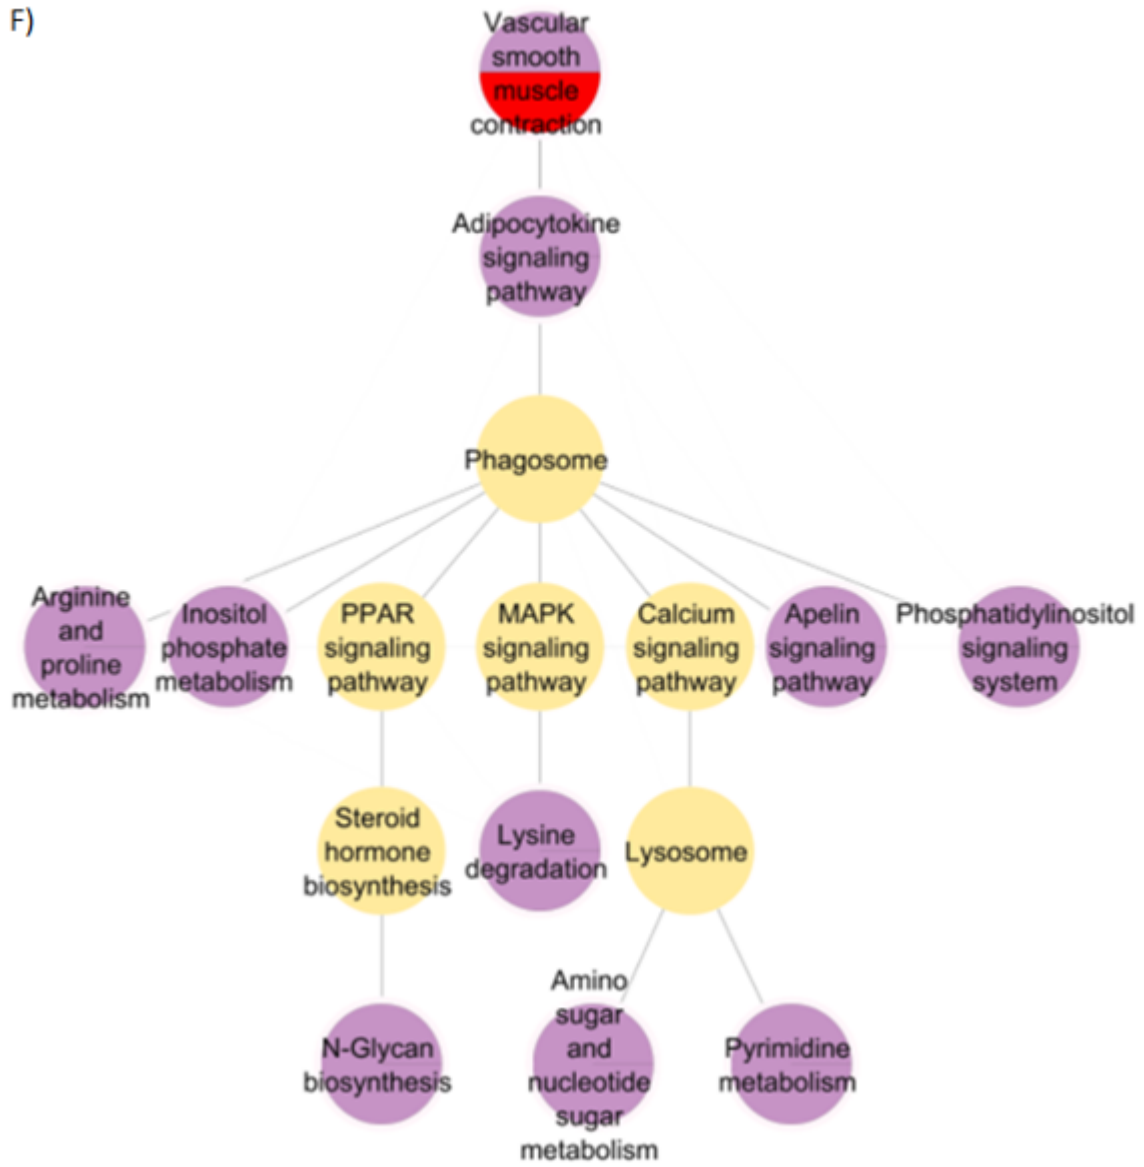 F)
Vascular
smooth
muscle
contraction
Adipocytokine
signaling
pathway
Phagosome
Arginine
and
proline
metabolism
Inositol
phosphate
metabolism
PPAR
signaling
pathway
MAPK
signaling
pathway
Calcium
signaling
pathway
Apelin
signaling
pathway
Phosphatidylinositol
signaling
system
Steroid
hormone
biosynthesis
Lysine
degradation
Lysosome
N-Glycan
biosynthesis
Amino
sugar
and
nucleotide
sugar
metabolism
Pyrimidine
metabolism